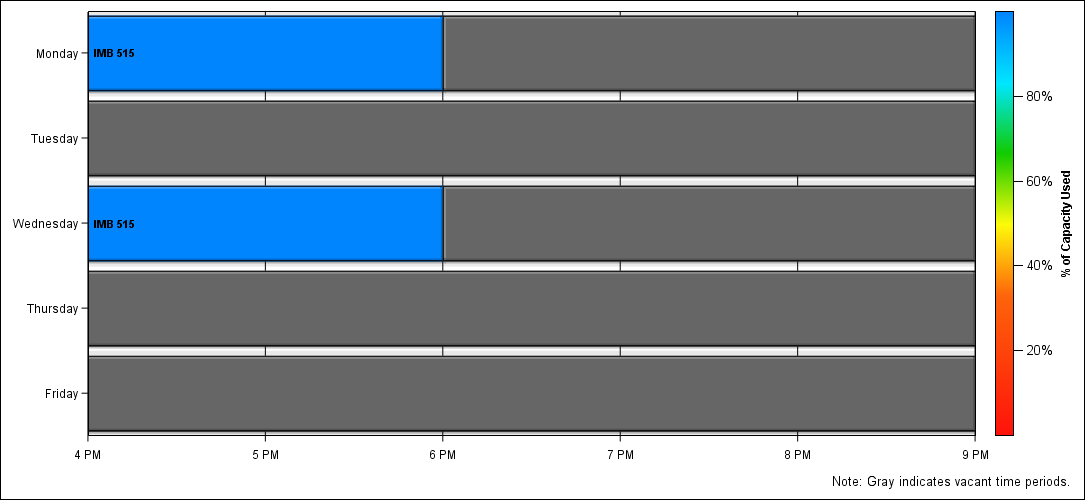 Monday
IMB 515
Tuesday
Wednesday
IMB 515
Thursday
Friday
4 PM 5 PM 6 PM 7 PM 8 PM 9 PM
80%
60%
40%
20%
% of Capacity Used
Note: Gray indicates vacant time periods.